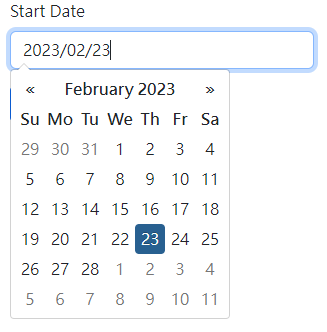 Start Date
2023/02/23
« February 2023 »
Su Mo Tu We Th Fr Sa
29 30 31 1 2 3 4
5 6 7 8 9 10 11
12 13 14 15 16 17 18
19 20 21 22 23 24 25
26 27 28 1 2 3 4
5 6 7 8 9 10 11